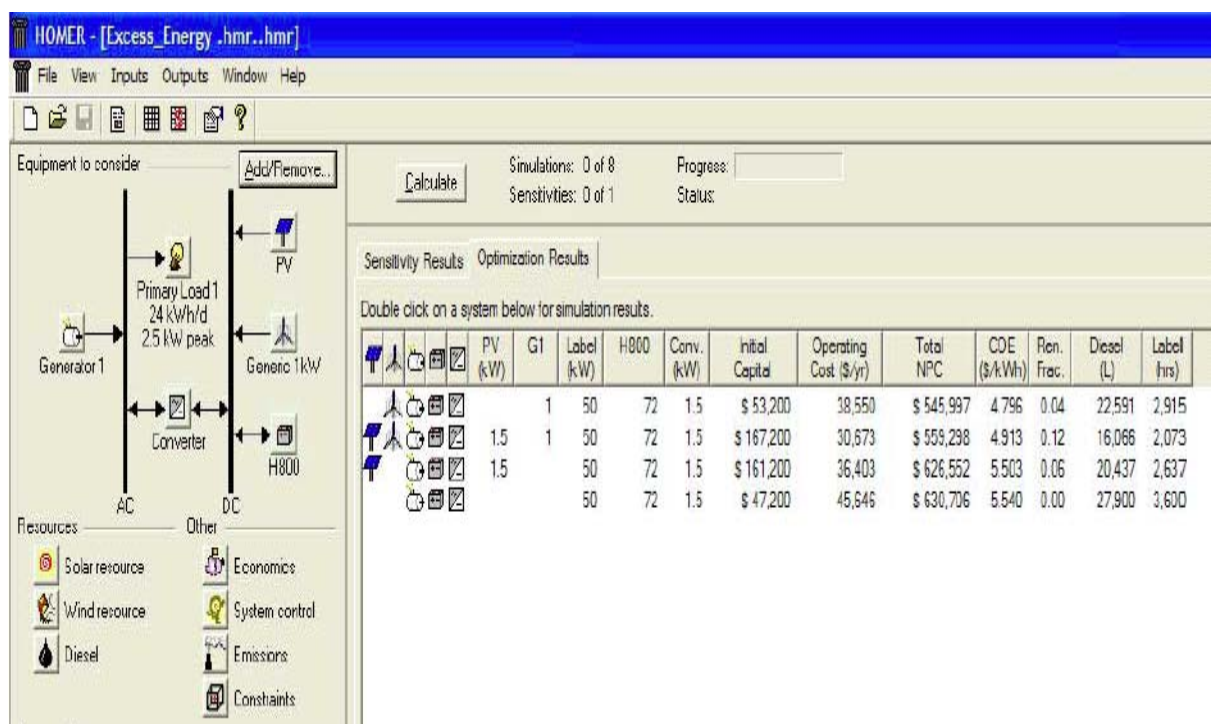 HOMER - [Excess_Energy .hmr..hmr]
File View Inputs Outputs Window Help
Equipment to consider
Add/Remove...
PV
Primary Load 1
24 kWh/d
2.5 kW peak
Generator 1
Generic 1kW
Converter
H800
AC
DC
Resources
Other
Solar resource
Economics
Wind resource
System control
Diesel
Emissions
Constraints
Calculate
Simulations: 0 of 8
Progress:
Sensitivities: 0 of 1
Status:
Sensitivity Results
Optimization Results
Double click on a system below for simulation results.
PV (kW) G1 Label (kW) H800 Conv. (kW) Initial Capital Operating Cost ($/yr) Total NPC COE ($/kWh) Ren. Frac. Diesel (L) Label (hrs)
1 50 72 1.5 $ 53,200 38,550 $ 545,997 4.796 0.04 22,591 2,915
1.5 1 50 72 1.5 $ 167,200 30,673 $ 559,298 4.913 0.12 16,066 2,073
1.5 50 72 1.5 $ 161,200 36,403 $ 626,552 5.503 0.06 20,437 2,637
50 72 1.5 $ 47,200 45,646 $ 630,706 5.540 0.00 27,900 3,600